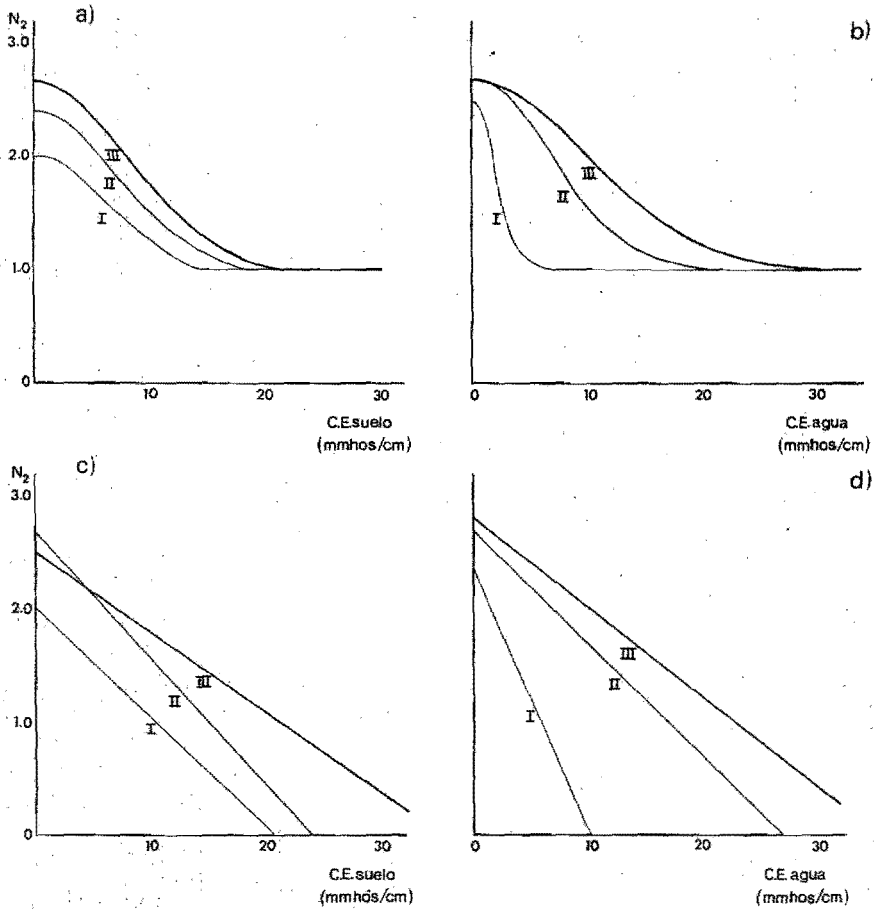 N₂
a)
b)
3.0
2.0
1.0
0
III
II
I
10
20
30
C.E.suelo
(mmhos/cm)
III
II
I
0
10
20
30
C.E.agua
(mmhos/cm)
N₂
c)
d)
3.0
2.0
1.0
0
III
II
I
10
20
30
C.E.suelo
(mmhos/cm)
III
II
I
0
10
20
30
C.E.agua
(mmhos/cm)